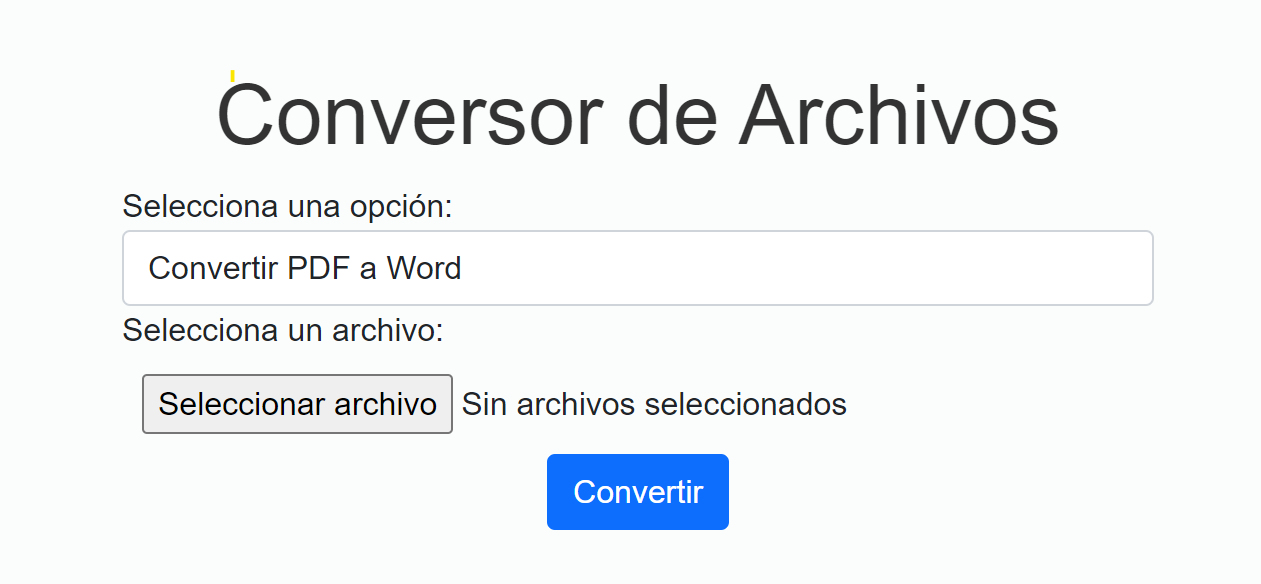 Conversor de Archivos
Selecciona una opción:
Convertir PDF a Word
Selecciona un archivo:
Seleccionar archivo Sin archivos seleccionados
Convertir